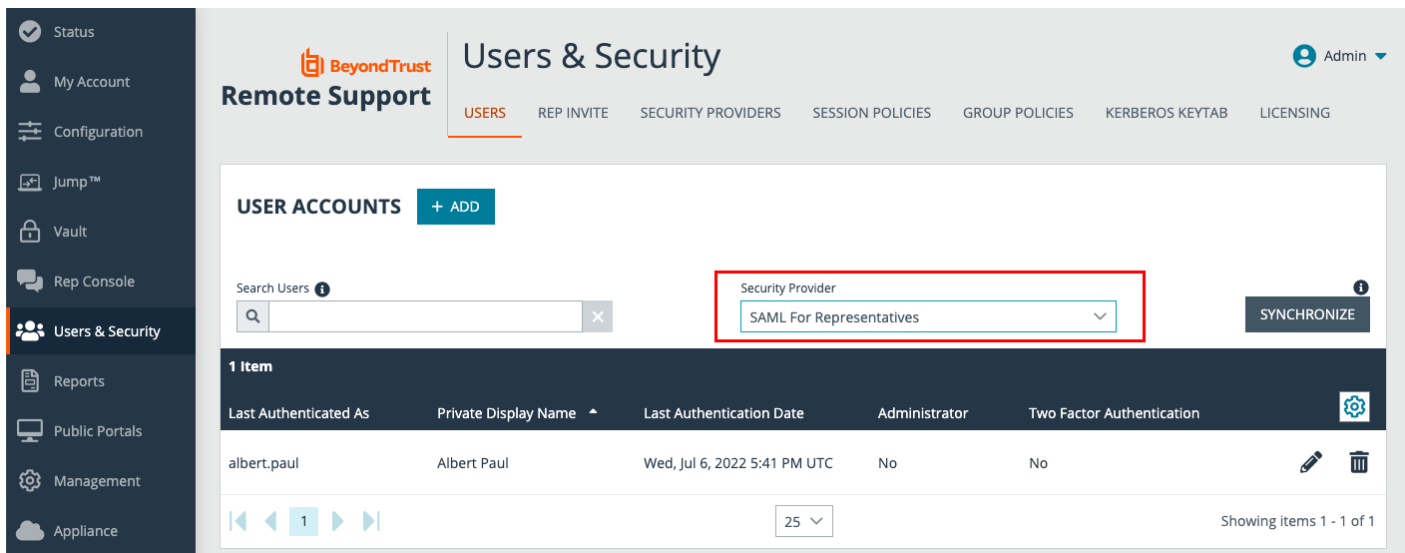 Status
My Account
Configuration
Jump™
Vault
Rep Console
Users & Security
Reports
Public Portals
Management
Appliance
BeyondTrust
Remote Support
Users & Security
Admin
USERS REP INVITE SECURITY PROVIDERS SESSION POLICIES GROUP POLICIES KERBEROS KEYTAB LICENSING
USER ACCOUNTS + ADD
Search Users
Security Provider
SAML For Representatives
SYNCHRONIZE
1 Item
Last Authenticated As Private Display Name Last Authentication Date Administrator Two Factor Authentication
albert.paul Albert Paul Wed, Jul 6, 2022 5:41 PM UTC No No
1 25 Showing items 1 - 1 of 1